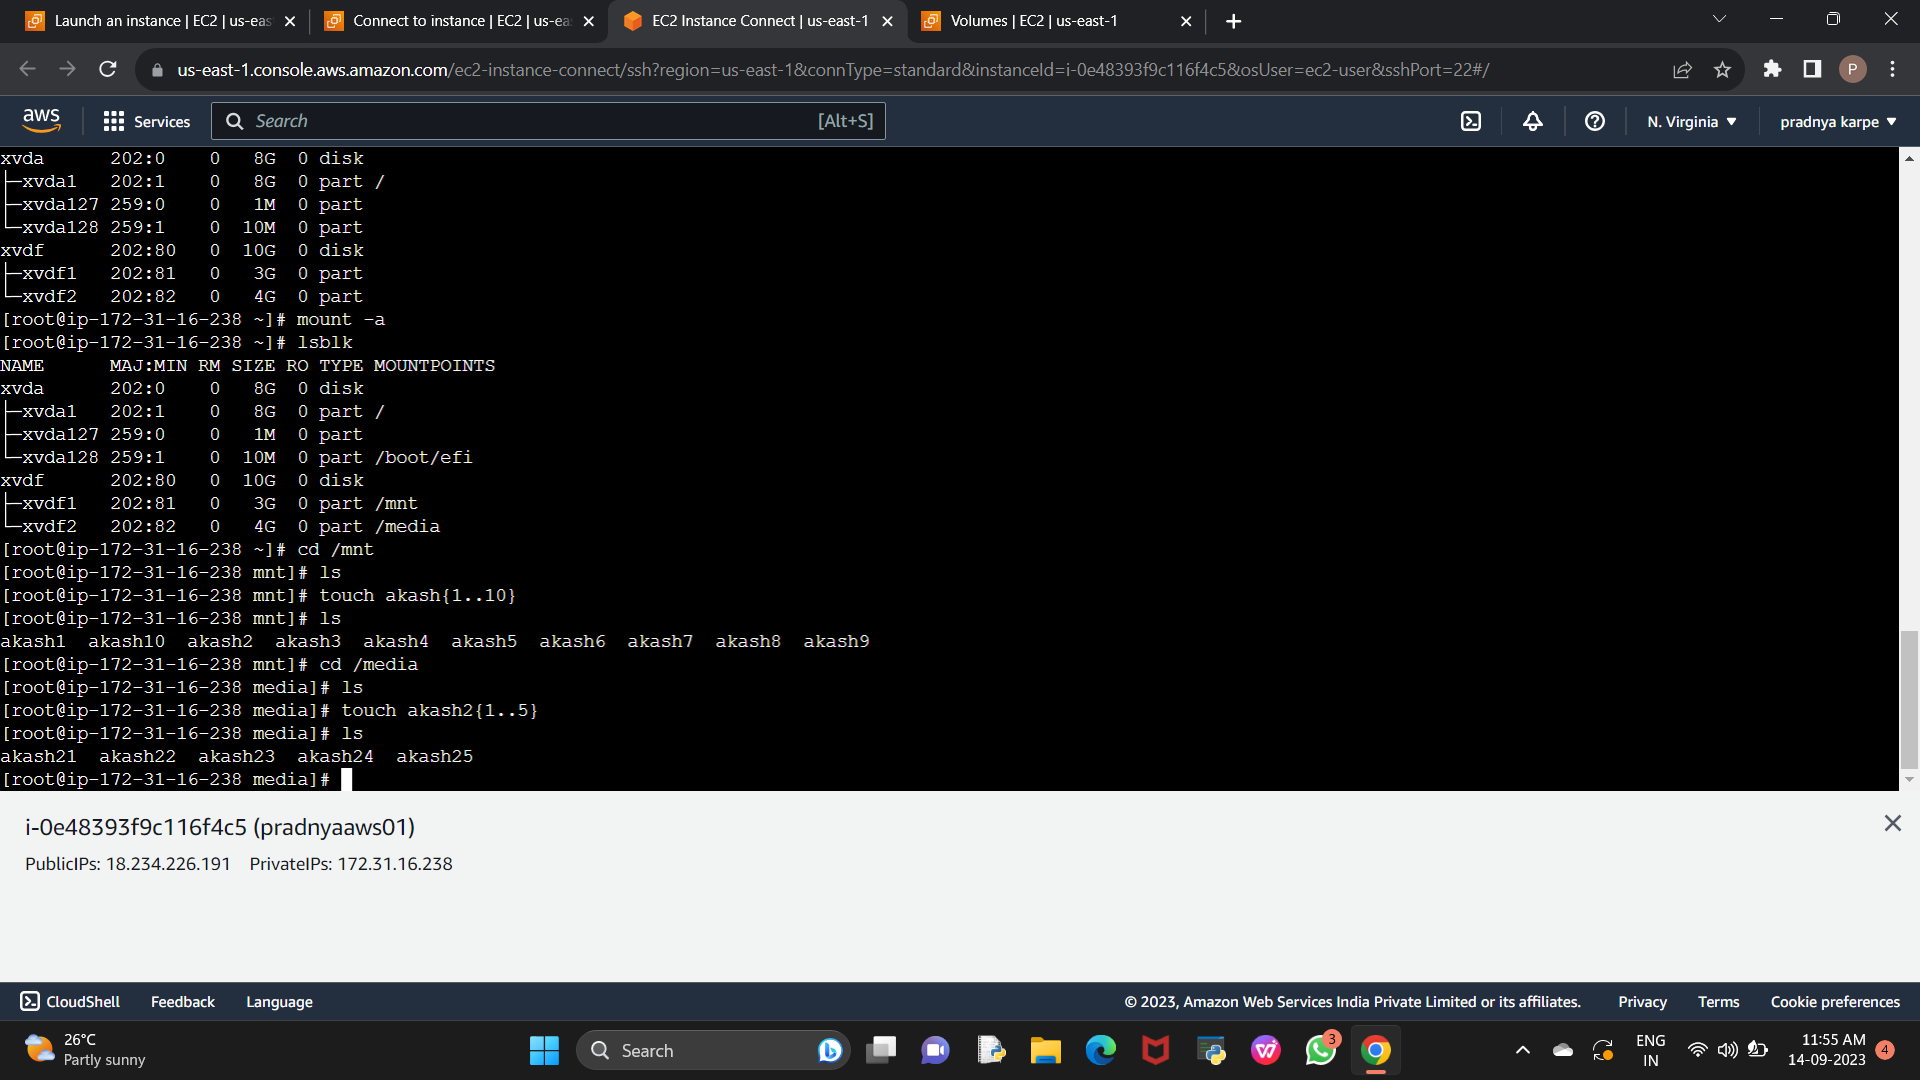 Launch an instance | EC2 | us-eas
Connect to instance | EC2 | us-ea
EC2 Instance Connect | us-east-1
Volumes | EC2 | us-east-1
us-east-1.console.aws.amazon.com/ec2-instance-connect/ssh?region=us-east-1&connType=standard&instanceId=i-0e48393f9c116f4c5&osUser=ec2-user&sshPort=22#/
P
aws
Services
Search
[Alt+S]
N. Virginia
pradnya karpe
xvda      202:0    0   8G  0 disk
├─xvda1   202:1    0   8G  0 part /
├─xvda127 259:0    0   1M  0 part
└─xvda128 259:1    0  10M  0 part
xvdf      202:80   0  10G  0 disk
├─xvdf1   202:81   0   3G  0 part
└─xvdf2   202:82   0   4G  0 part
[root@ip-172-31-16-238 ~]# mount -a
[root@ip-172-31-16-238 ~]# lsblk
NAME      MAJ:MIN RM SIZE RO TYPE MOUNTPOINTS
xvda      202:0    0   8G  0 disk
├─xvda1   202:1    0   8G  0 part /
├─xvda127 259:0    0   1M  0 part
└─xvda128 259:1    0  10M  0 part /boot/efi
xvdf      202:80   0  10G  0 disk
├─xvdf1   202:81   0   3G  0 part /mnt
└─xvdf2   202:82   0   4G  0 part /media
[root@ip-172-31-16-238 ~]# cd /mnt
[root@ip-172-31-16-238 mnt]# ls
[root@ip-172-31-16-238 mnt]# touch akash{1..10}
[root@ip-172-31-16-238 mnt]# ls
akash1  akash10  akash2  akash3  akash4  akash5  akash6  akash7  akash8  akash9
[root@ip-172-31-16-238 mnt]# cd /media
[root@ip-172-31-16-238 media]# ls
[root@ip-172-31-16-238 media]# touch akash2{1..5}
[root@ip-172-31-16-238 media]# ls
akash21  akash22  akash23  akash24  akash25
[root@ip-172-31-16-238 media]#
i-0e48393f9c116f4c5 (pradnyaaws01)
PublicIPs: 18.234.226.191    PrivateIPs: 172.31.16.238
CloudShell
Feedback
Language
© 2023, Amazon Web Services India Private Limited or its affiliates.
Privacy
Terms
Cookie preferences
26°C
Partly sunny
Search
3
ENG
IN
11:55 AM
14-09-2023
4